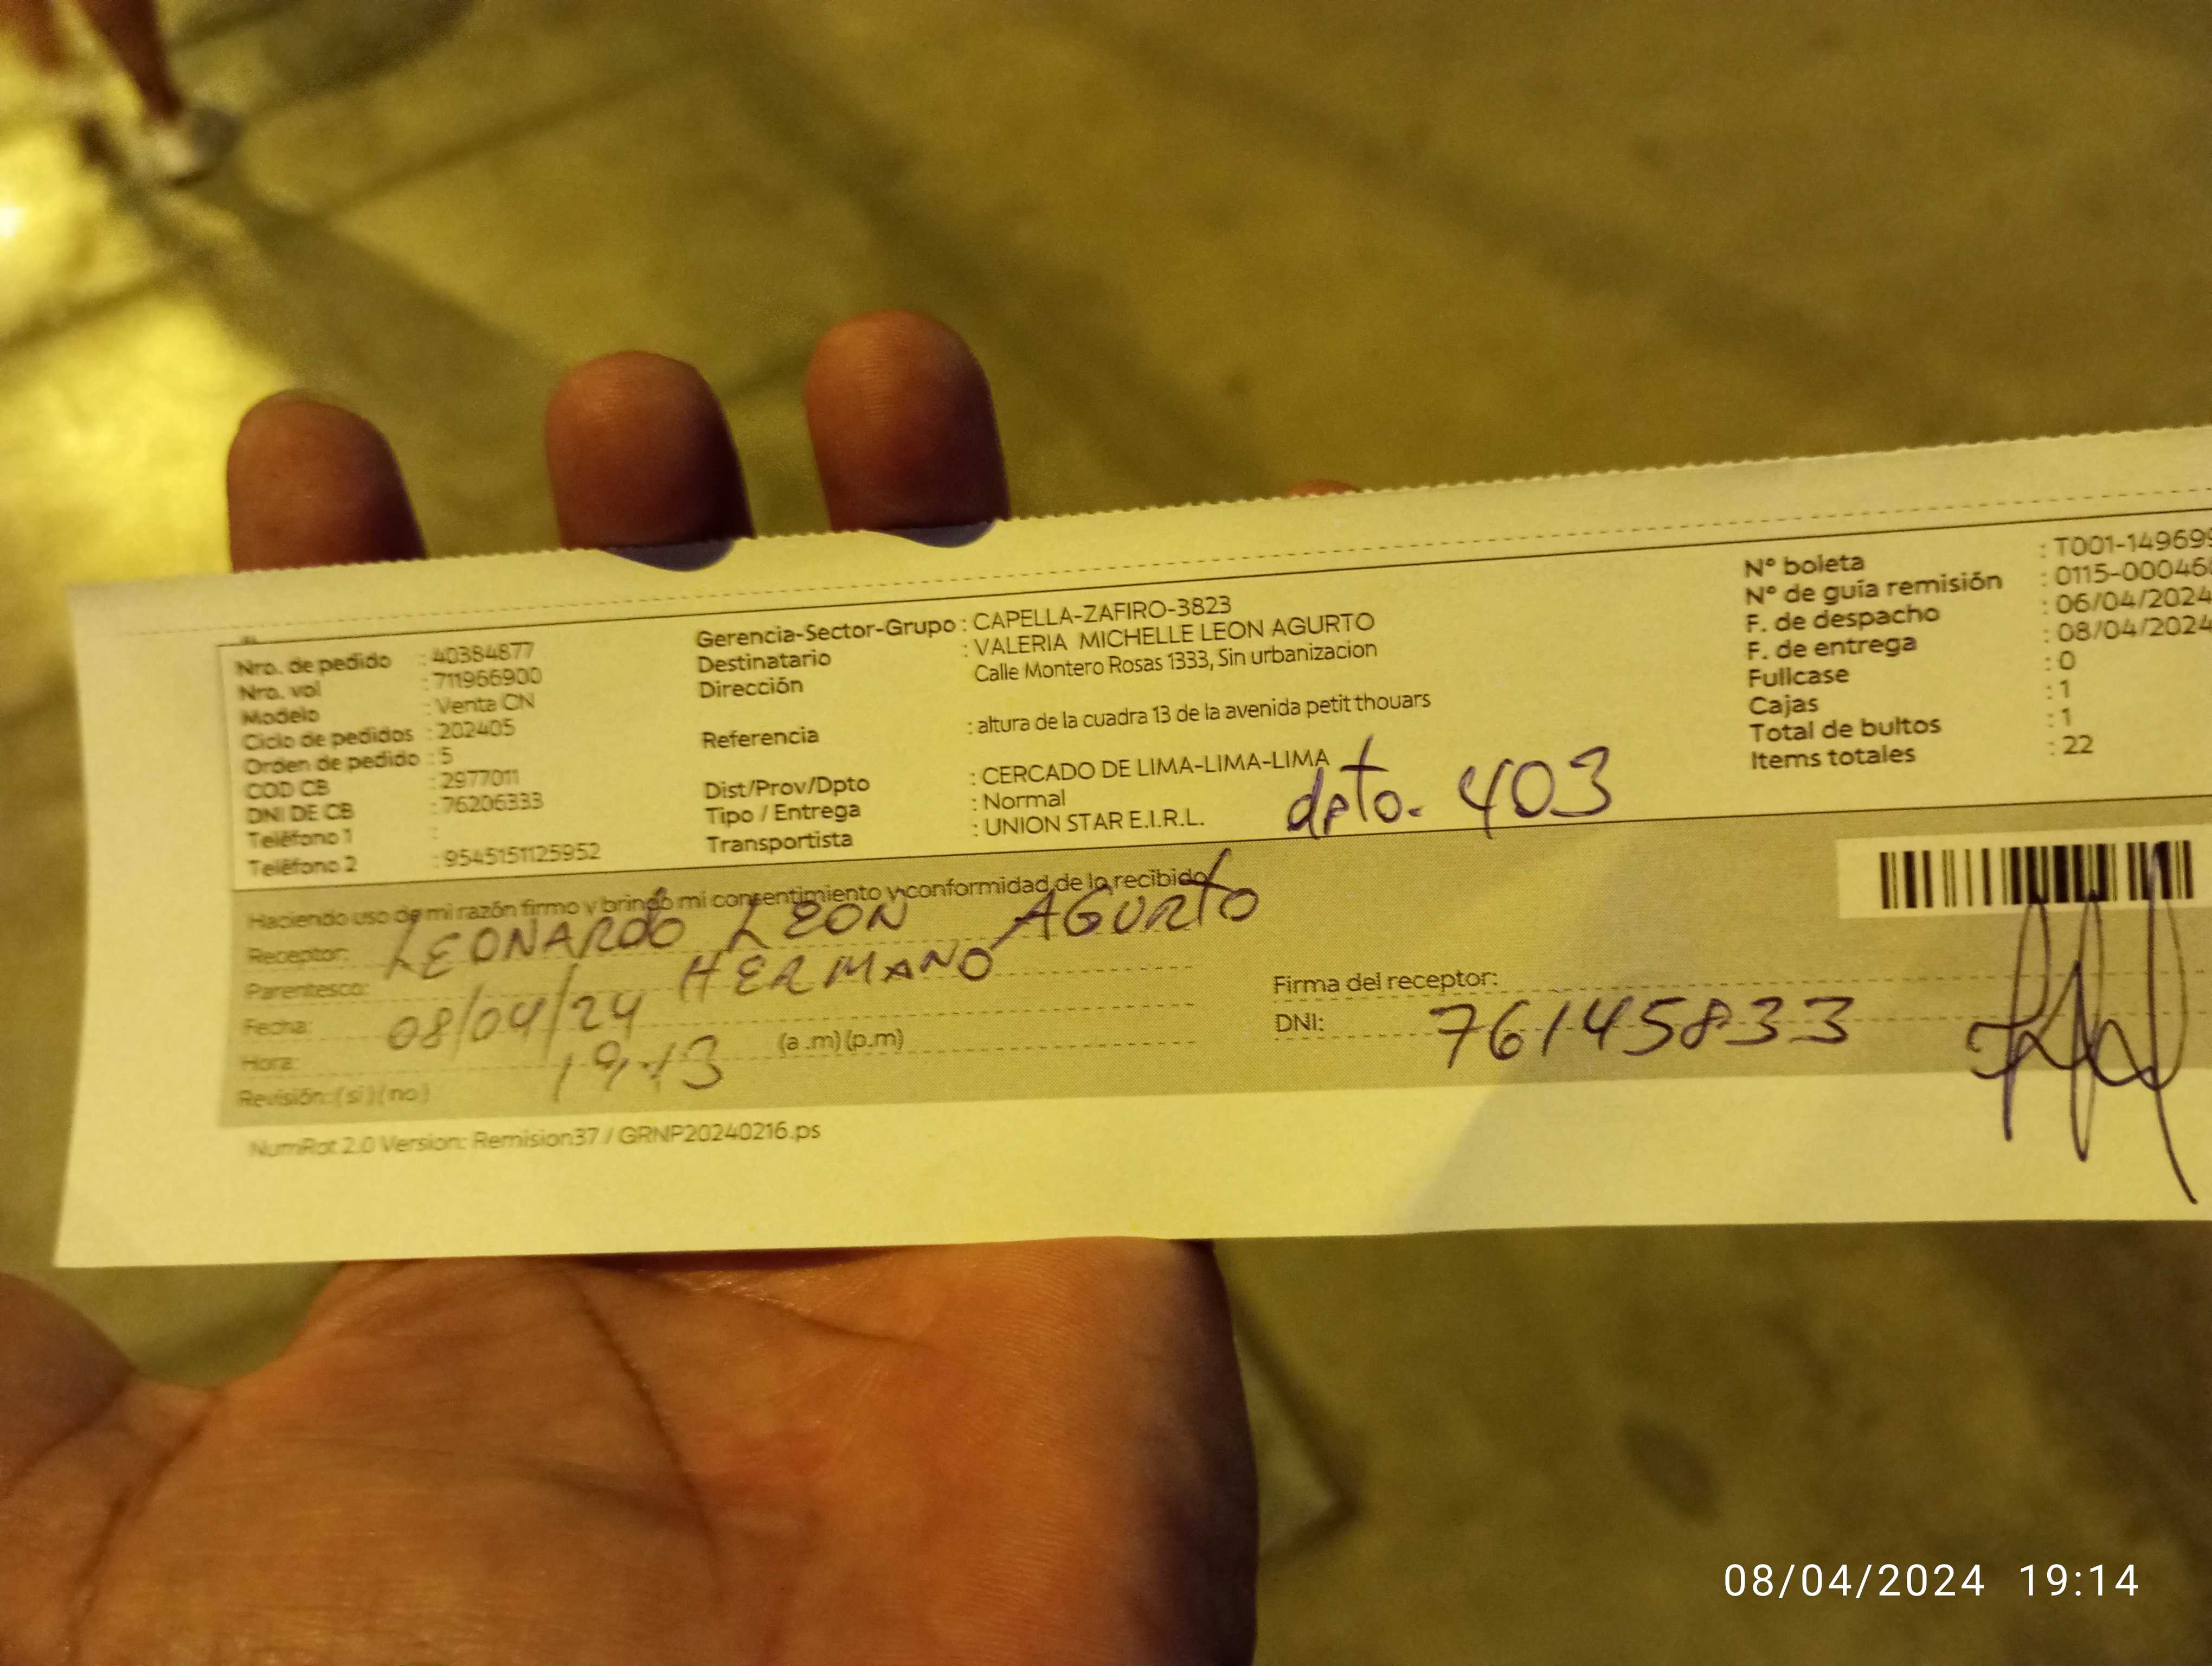 Nro. de pedido : 40384877
Nro. vol : 711966900
Modelo : Venta CN
Ciclo de pedidos : 202405
Orden de pedido : 5
COD CB : 2977011
DNI DE CB : 76206333
Teléfono 1 :
Teléfono 2 : 9545151125952
Gerencia-Sector-Grupo : CAPELLA-ZAFIRO-3823
Destinatario : VALERIA MICHELLE LEON AGURTO
Dirección Calle Montero Rosas 1333, Sin urbanizacion
Referencia : altura de la cuadra 13 de la avenida petit thouars
Dist/Prov/Dpto : CERCADO DE LIMA-LIMA-LIMA
Tipo / Entrega : Normal
Transportista : UNION STAR E.I.R.L.
dpto. 403
N° boleta : T001-149699
N° de guía remisión : 0115-000046
F. de despacho : 06/04/2024
F. de entrega : 08/04/2024
Fullcase : 0
Cajas : 1
Total de bultos : 1
Items totales : 22
Haciendo uso de mi razón firmo y brindo mi consentimiento y conformidad de lo recibido
Receptor: LEONARDO LEON AGURTO
Parentesco: HERMANO
Fecha: 08/04/24
Hora: 19:13 (a .m) (p.m)
Revisión: (si) (no)
Firma del receptor:
DNI: 76145833
NumRot 2.0 Version: Remision37 / GRNP20240216.ps
08/04/2024 19:14